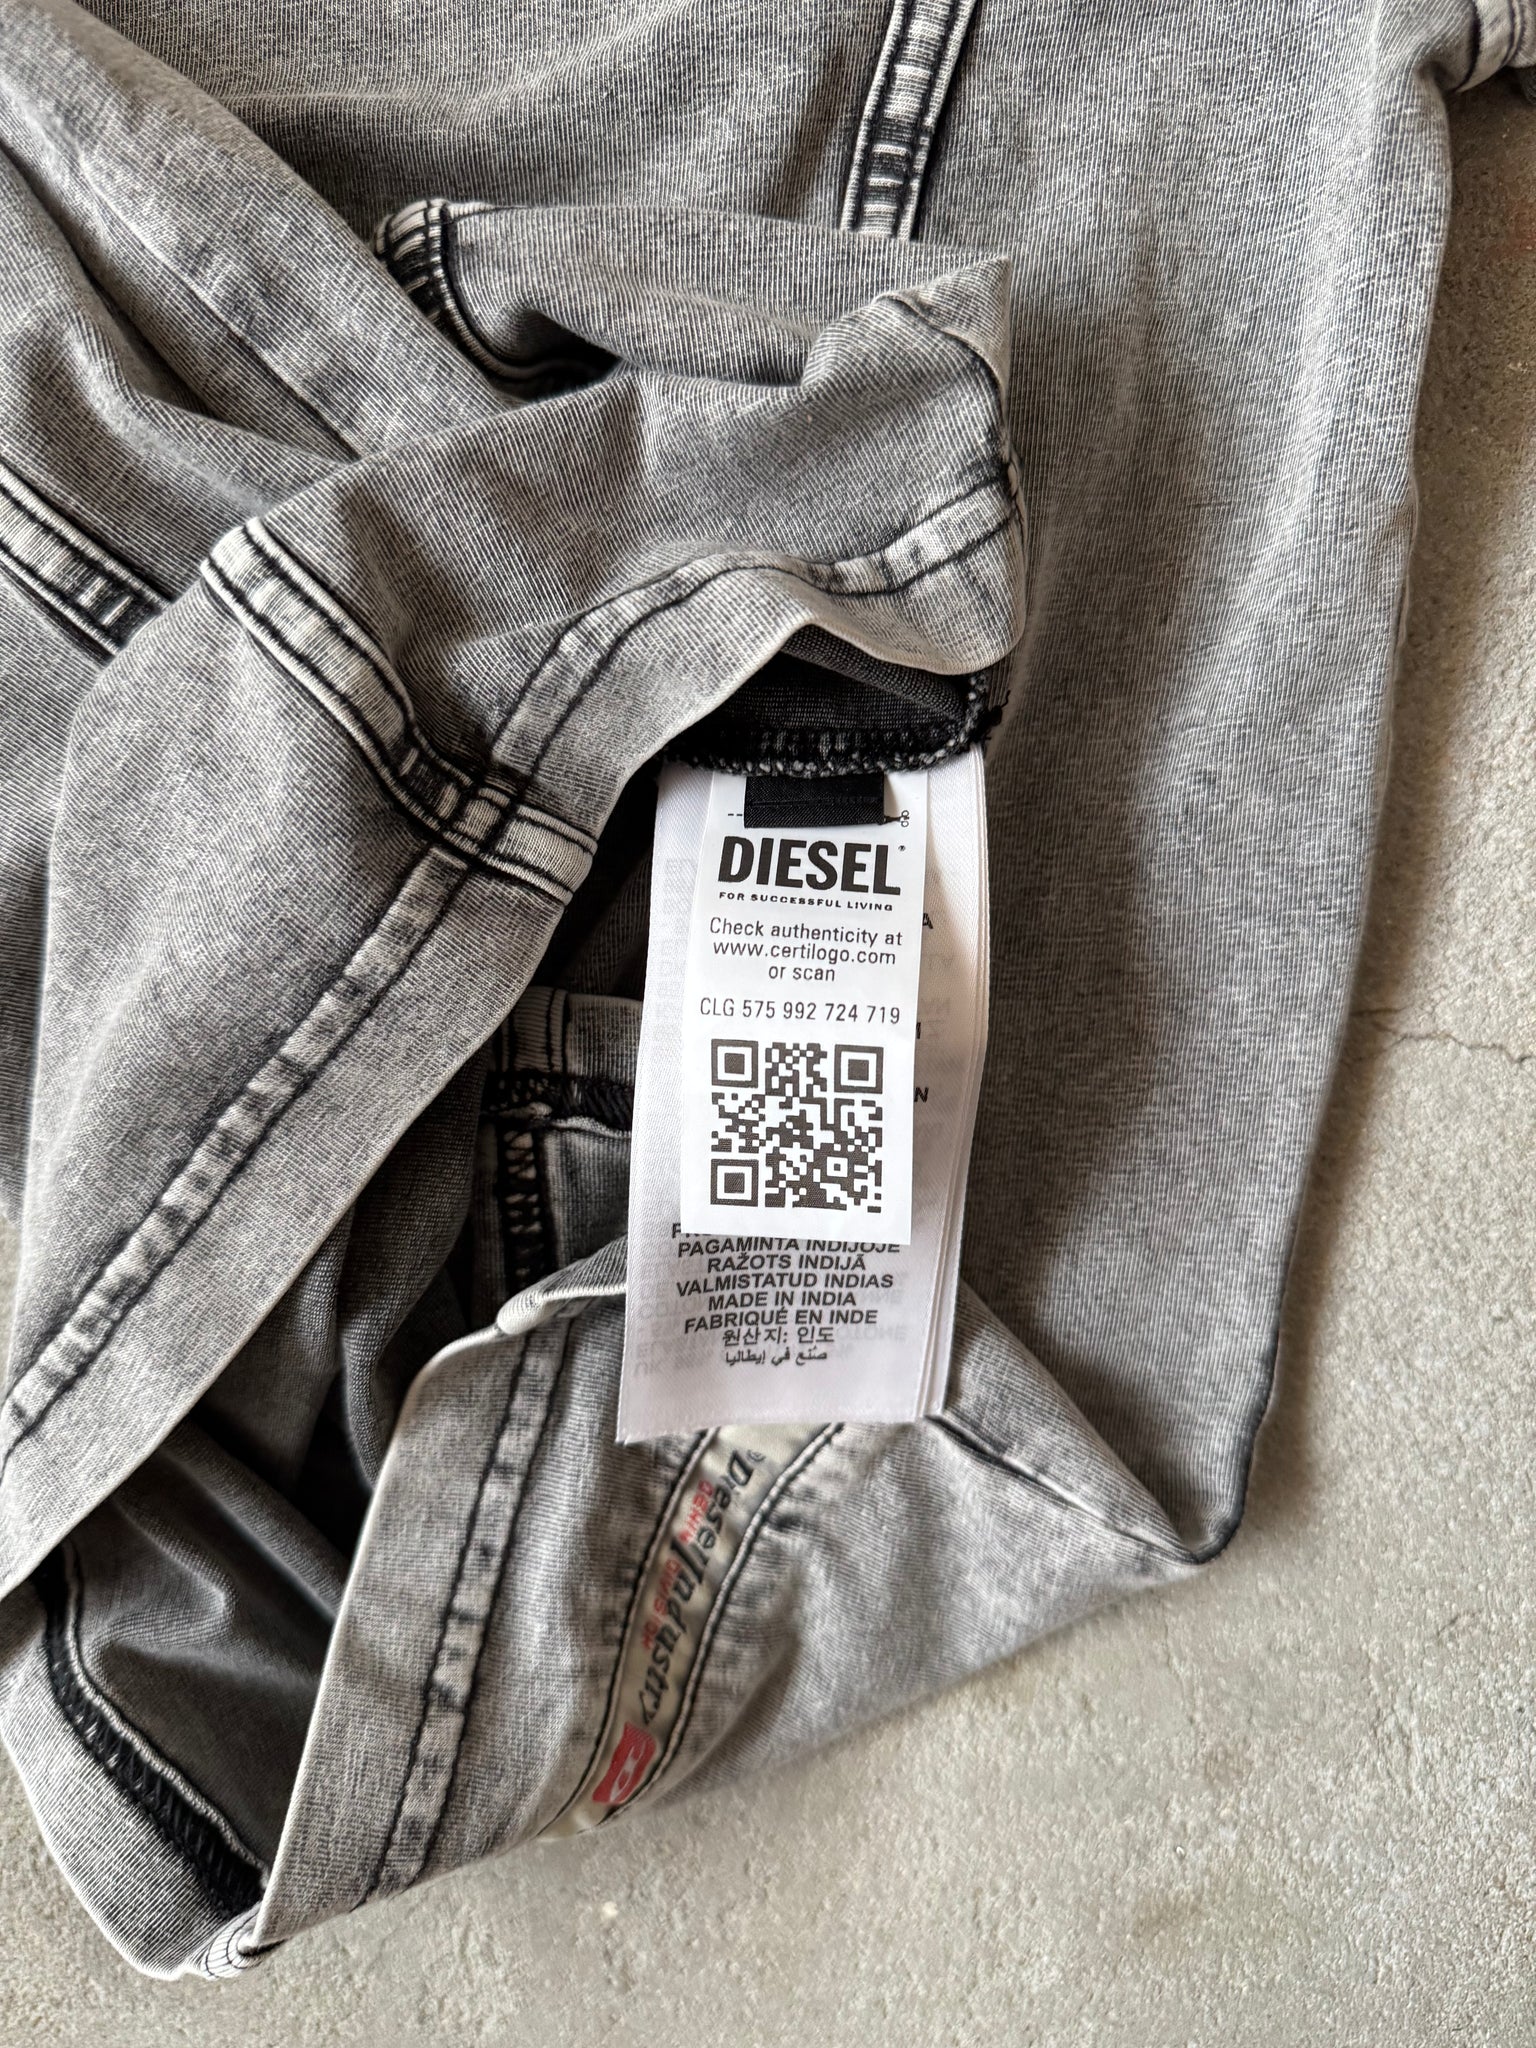 DIESEL®
FOR SUCCESSFUL LIVING
Check authenticity at
www.certilogo.com
or scan
CLG 575 992 724 719
PAGAMINTA INDIJOJE
RAŽOTS INDIJĀ
VALMISTATUD INDIAS
MADE IN INDIA
FABRIQUÉ EN INDE
원산지: 인도
صنع في إيطاليا
Diesel Industry
DENIM DIVISION